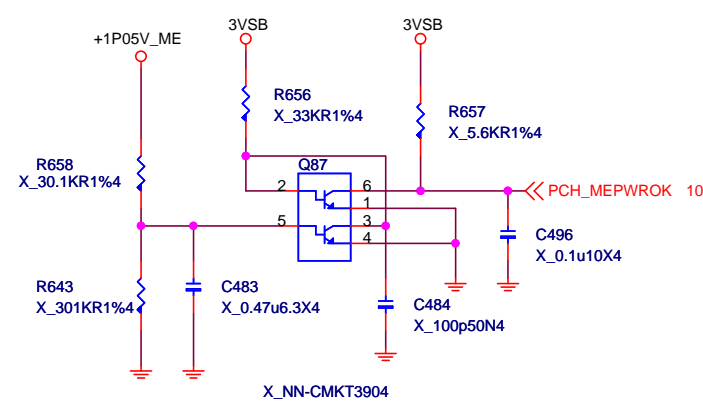 3VSB
3VSB
+1P05V_ME
R656
X_33KR1%4
R657
X_5.6KR1%4
R658
X_30.1KR1%4
Q87
2
6
PCH_MEPWROK 10
1
5
3
4
C496
X_0.1u10X4
R643
X_301KR1%4
C483
X_0.47u6.3X4
C484
X_100p50N4
X_NN-CMKT3904